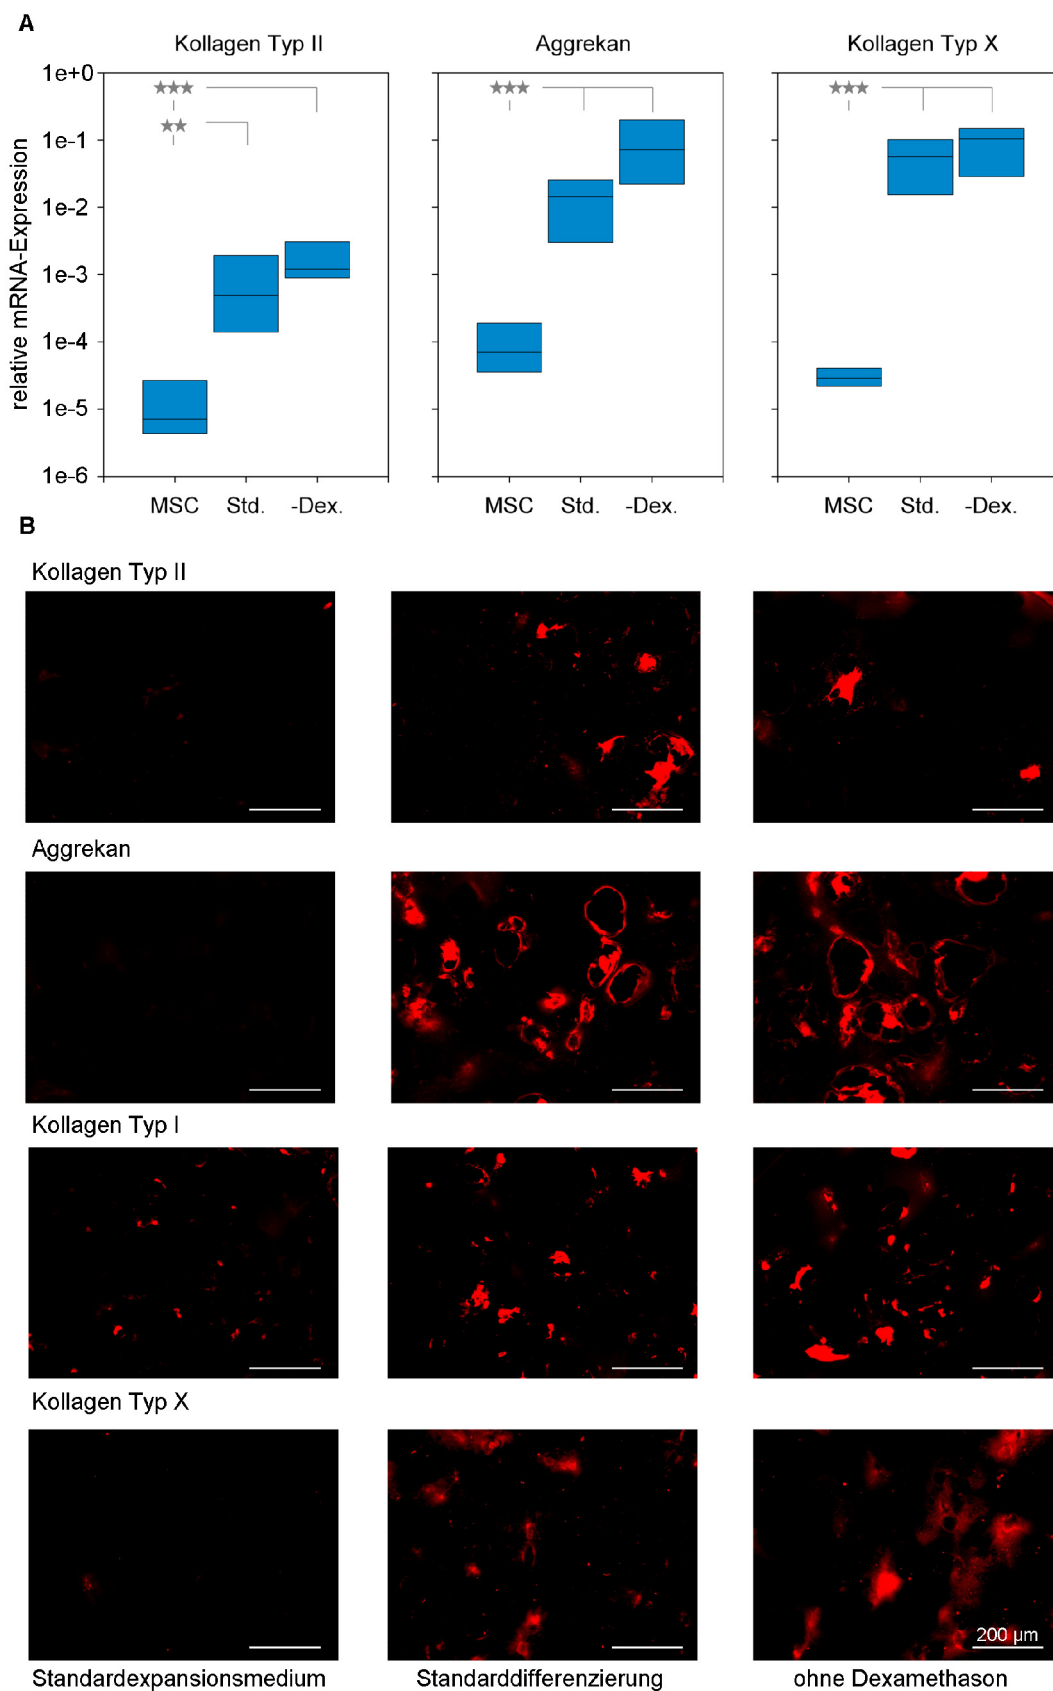 A
Kollagen Typ II
Aggrekan
Kollagen Typ X
relative mRNA-Expression
1e+0
1e-1
1e-2
1e-3
1e-4
1e-5
1e-6
★★★
★★
★★★
★★★
MSC Std. -Dex.
MSC Std. -Dex.
MSC Std. -Dex.
B
Kollagen Typ II
Aggrekan
Kollagen Typ I
Kollagen Typ X
200 µm
Standardexpansionsmedium
Standarddifferenzierung
ohne Dexamethason